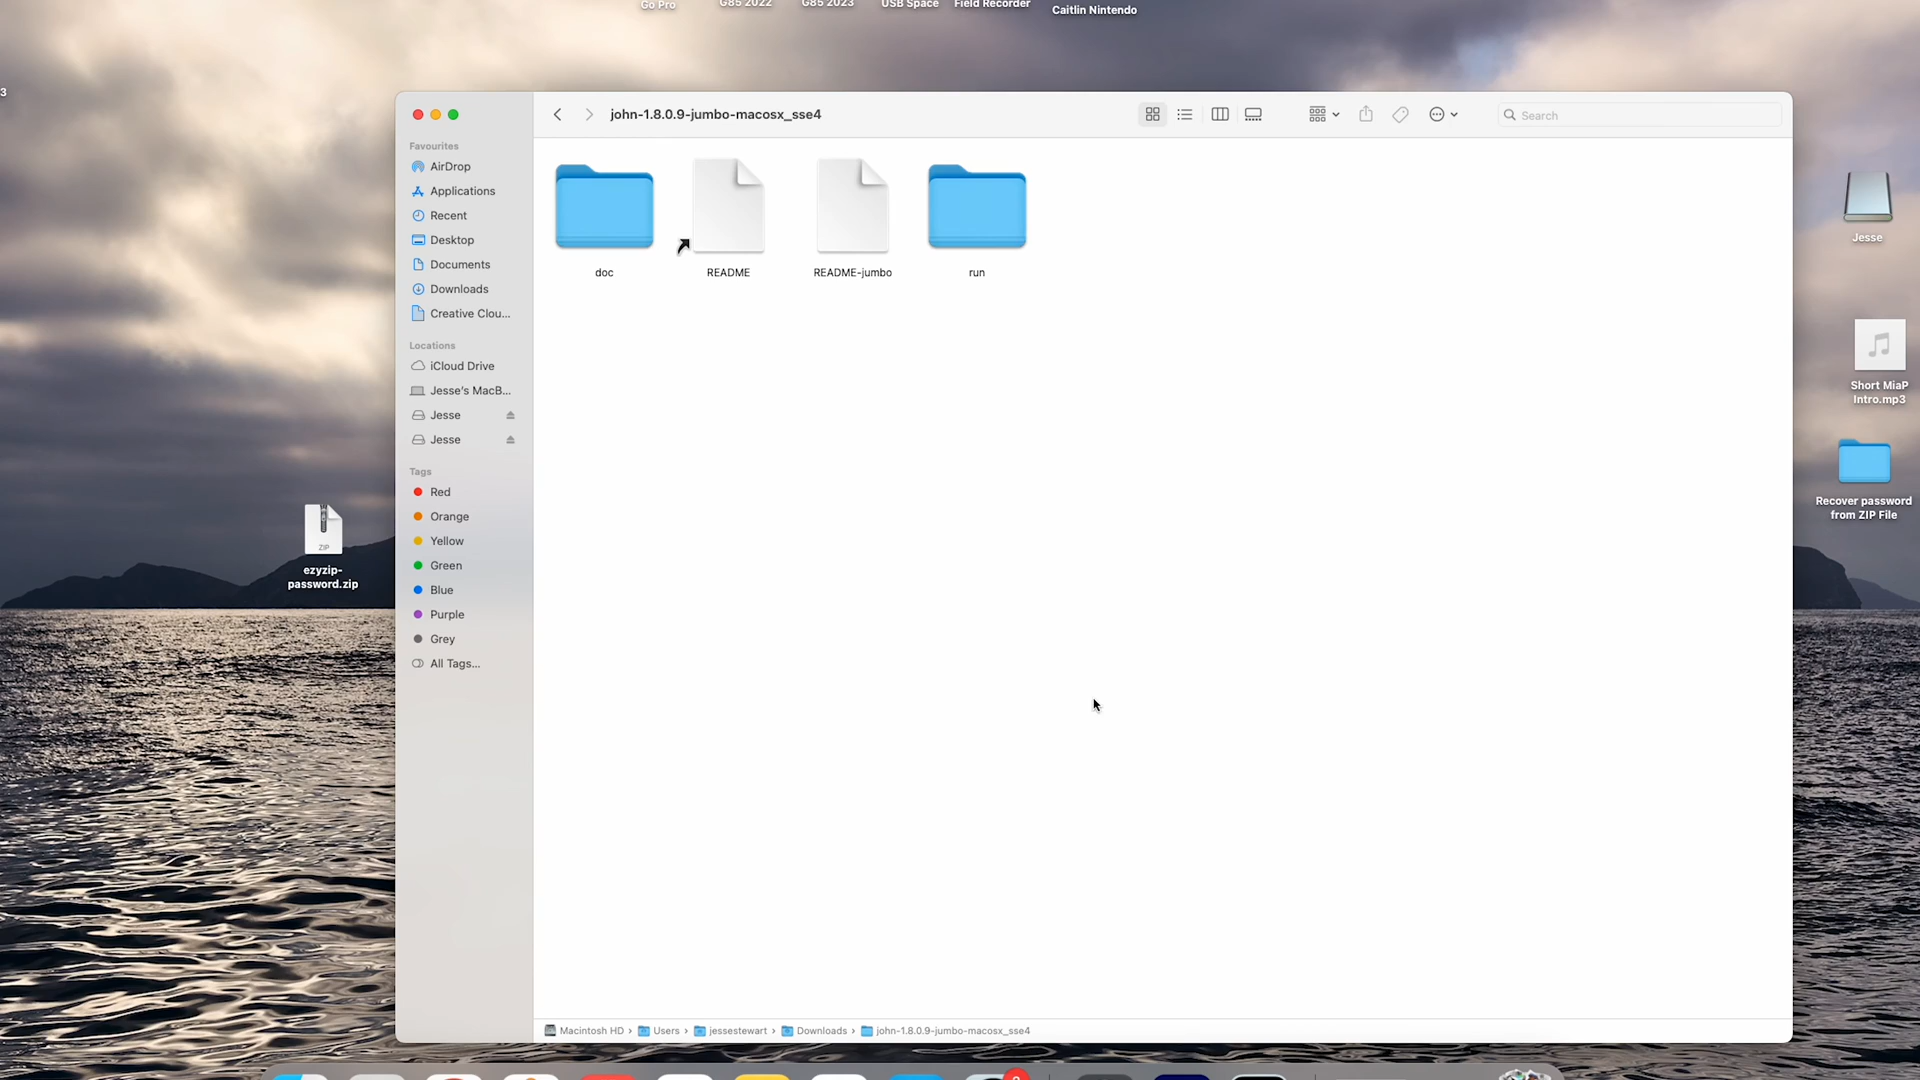 Go Pro
G85 2022
G85 2023
USB Space
Field Recorder
Caitlin Nintendo
3
john-1.8.0.9-jumbo-macosx_sse4
Search
Favourites
AirDrop
Applications
Recent
Desktop
Documents
Downloads
Creative Clou...
Locations
iCloud Drive
Jesse's MacB...
Jesse
Jesse
Tags
Red
Orange
Yellow
Green
Blue
Purple
Grey
All Tags...
doc
README
README-jumbo
run
ZIP
ezyzip-
password.zip
Jesse
Short MiaP
Intro.mp3
Recover password
from ZIP File
Macintosh HD › Users › jessestewart › Downloads › john-1.8.0.9-jumbo-macosx_sse4